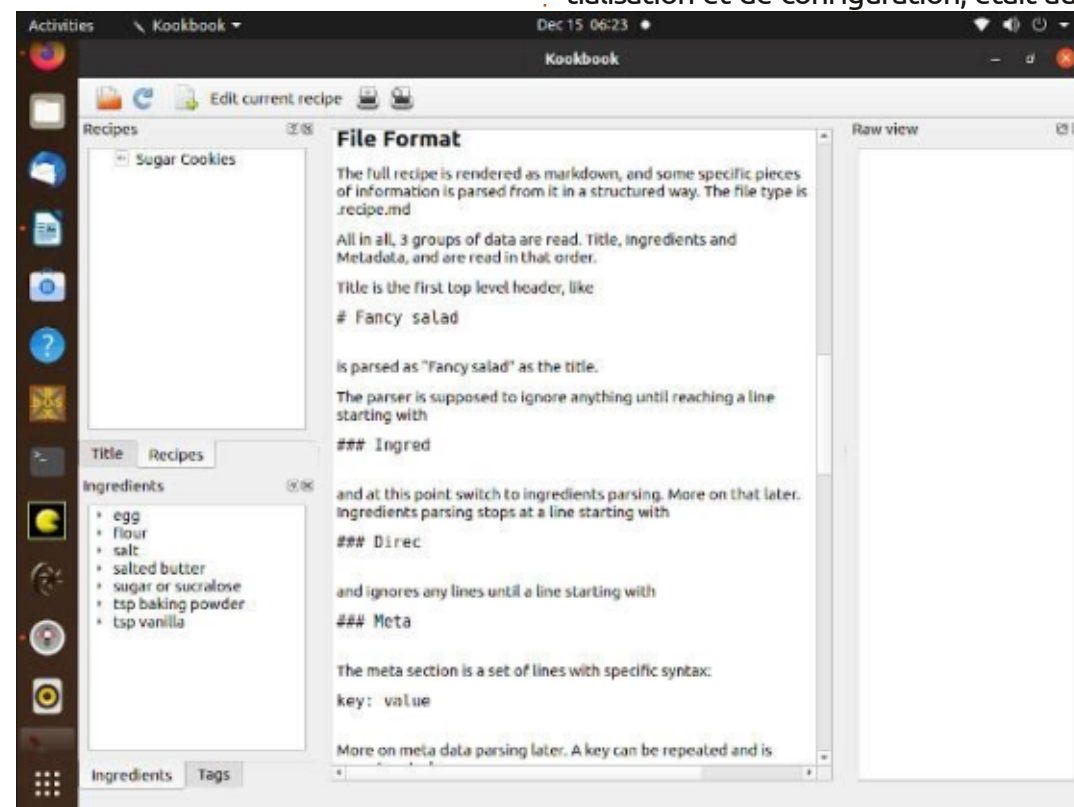 tialisation et de configuration, était du
Activities
Kookbook
Dec 15 06:23
Kookbook
Edit current recipe
Recipes
Sugar Cookies
Title Recipes
Ingredients
egg
flour
salt
salted butter
sugar or sucralose
tsp baking powder
tsp vanilla
Ingredients Tags
File Format
The full recipe is rendered as markdown, and some specific pieces
of information is parsed from it in a structured way. The file type is
.recipe.md
All in all, 3 groups of data are read. Title, Ingredients and
Metadata, and are read in that order.
Title is the first top level header, like
# Fancy salad
is parsed as "Fancy salad" as the title.
The parser is supposed to ignore anything until reaching a line
starting with
### Ingred
and at this point switch to ingredients parsing. More on that later.
Ingredients parsing stops at a line starting with
### Direc
and ignores any lines until a line starting with
### Meta
The meta section is a set of lines with specific syntax:
key: value
More on meta data parsing later. A key can be repeated and is
Raw view